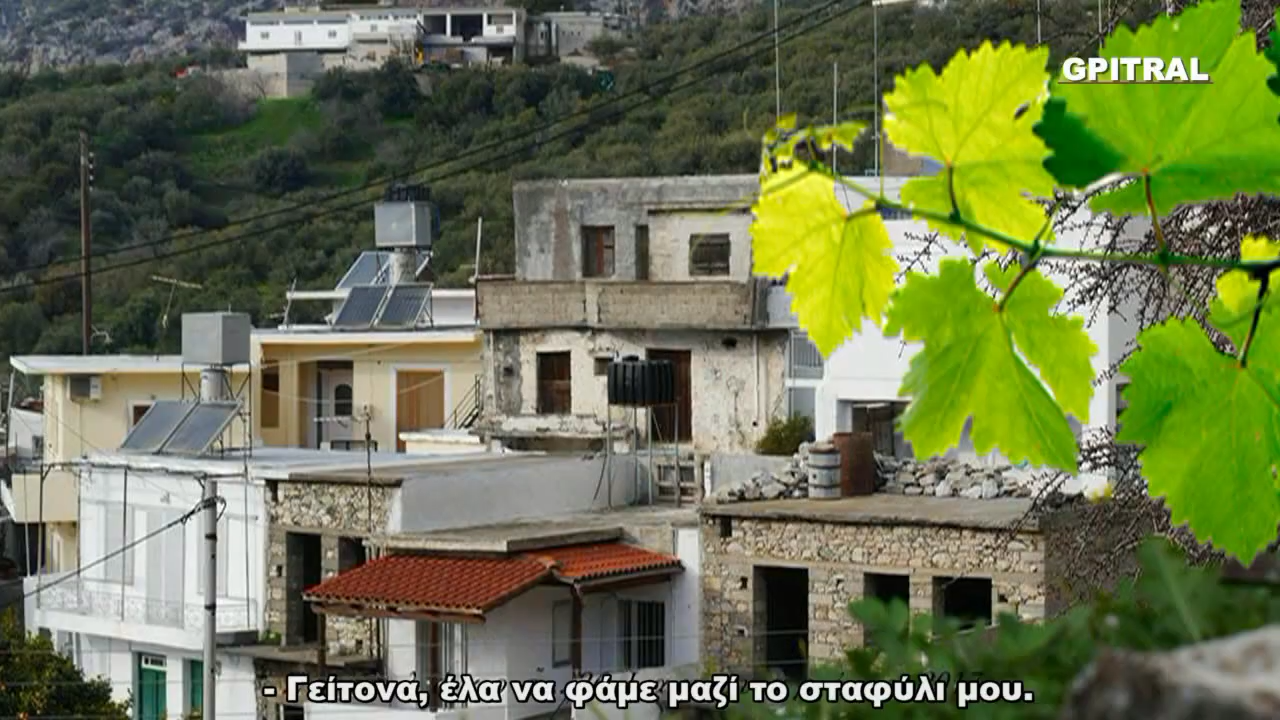 GPITRAL
- Γείτονα, έλα να φάμε μαζί το σταφύλι μου.